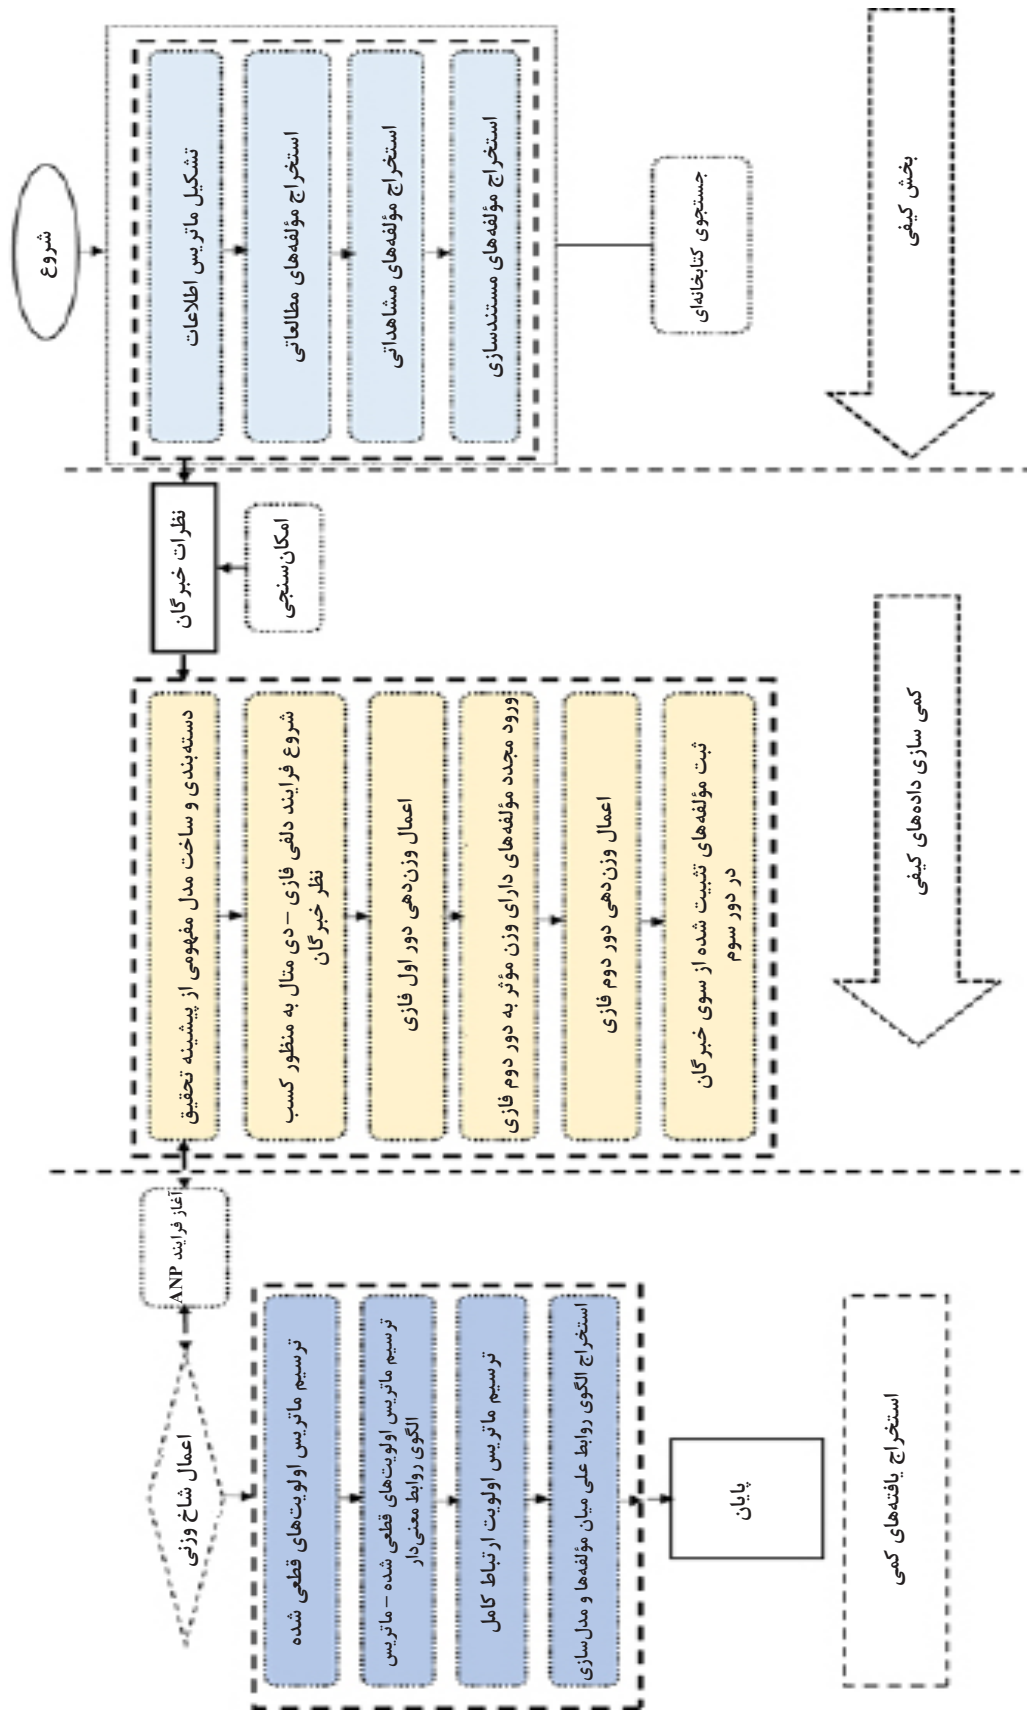 شروع
تشکیل ماتریس اطلاعات
استخراج مؤلفه‌های مطالعاتی
استخراج مؤلفه‌های مشاهداتی
استخراج مؤلفه‌های مستندسازی
جستجوی کتابخانه‌ای
بخش کیفی
نظرات خبرگان
امکان‌سنجی
دسته‌بندی و ساخت مدل مفهومی از پیشینه تحقیق
شروع فرایند دلفی فازی – دی متال به منظور کسب
نظر خبرگان
اعمال وزن‌دهی دور اول فازی
ورود مجدد مؤلفه‌های دارای وزن مؤثر به دور دوم فازی
اعمال وزن‌دهی دور دوم فازی
ثبت مؤلفه‌های تثبیت شده از سوی خبرگان
در دور سوم
کمی سازی داده‌های کیفی
آغاز فرایند ANP
اعمال شاخ وزنی
ترسیم ماتریس اولویت‌های قطعی شده
ترسیم ماتریس اولویت‌های قطعی شده – ماتریس
الگوی روابط معنی‌دار
ترسیم ماتریس اولویت ارتباط کامل
استخراج الگوی روابط علی میان مؤلفه‌ها و مدل‌سازی
پایان
استخراج یافته‌های کمی